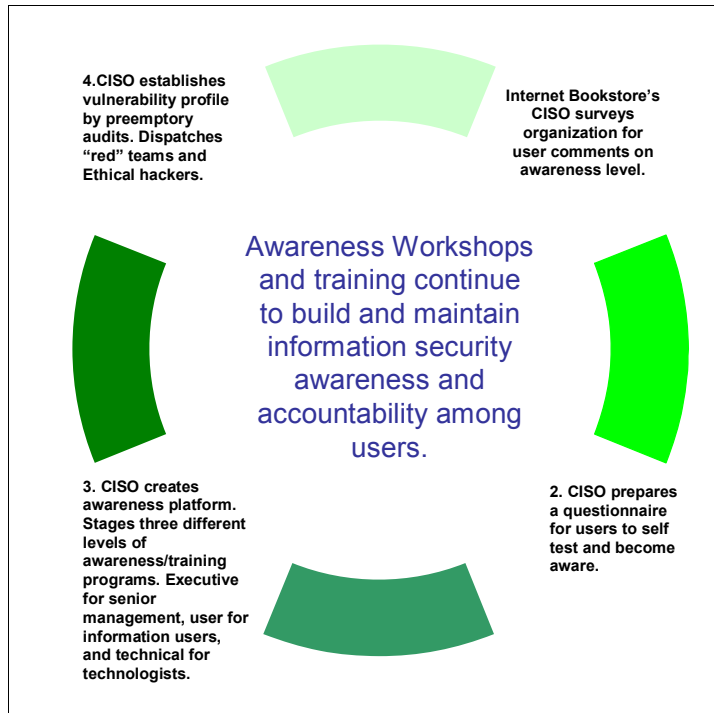 4.CISO establishes
vulnerability profile
by preemptory
audits. Dispatches
“red” teams and
Ethical hackers.
Internet Bookstore’s
CISO surveys
organization for
user comments on
awareness level.
Awareness Workshops
and training continue
to build and maintain
information security
awareness and
accountability among
users.
3. CISO creates
awareness platform.
Stages three different
levels of
awareness/training
programs. Executive
for senior
management, user for
information users,
and technical for
technologists.
2. CISO prepares
a questionnaire
for users to self
test and become
aware.